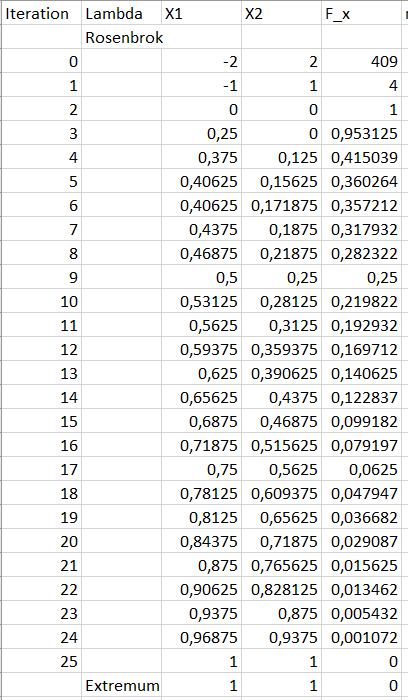 Iteration Lambda X1 X2 F_x
Rosenbrok
0 -2 2 409
1 -1 1 4
2 0 0 1
3 0,25 0 0,953125
4 0,375 0,125 0,415039
5 0,40625 0,15625 0,360264
6 0,40625 0,171875 0,357212
7 0,4375 0,1875 0,317932
8 0,46875 0,21875 0,282322
9 0,5 0,25 0,25
10 0,53125 0,28125 0,219822
11 0,5625 0,3125 0,192932
12 0,59375 0,359375 0,169712
13 0,625 0,390625 0,140625
14 0,65625 0,4375 0,122837
15 0,6875 0,46875 0,099182
16 0,71875 0,515625 0,079197
17 0,75 0,5625 0,0625
18 0,78125 0,609375 0,047947
19 0,8125 0,65625 0,036682
20 0,84375 0,71875 0,029087
21 0,875 0,765625 0,015625
22 0,90625 0,828125 0,013462
23 0,9375 0,875 0,005432
24 0,96875 0,9375 0,001072
25 1 1 0
Extremum 1 1 0